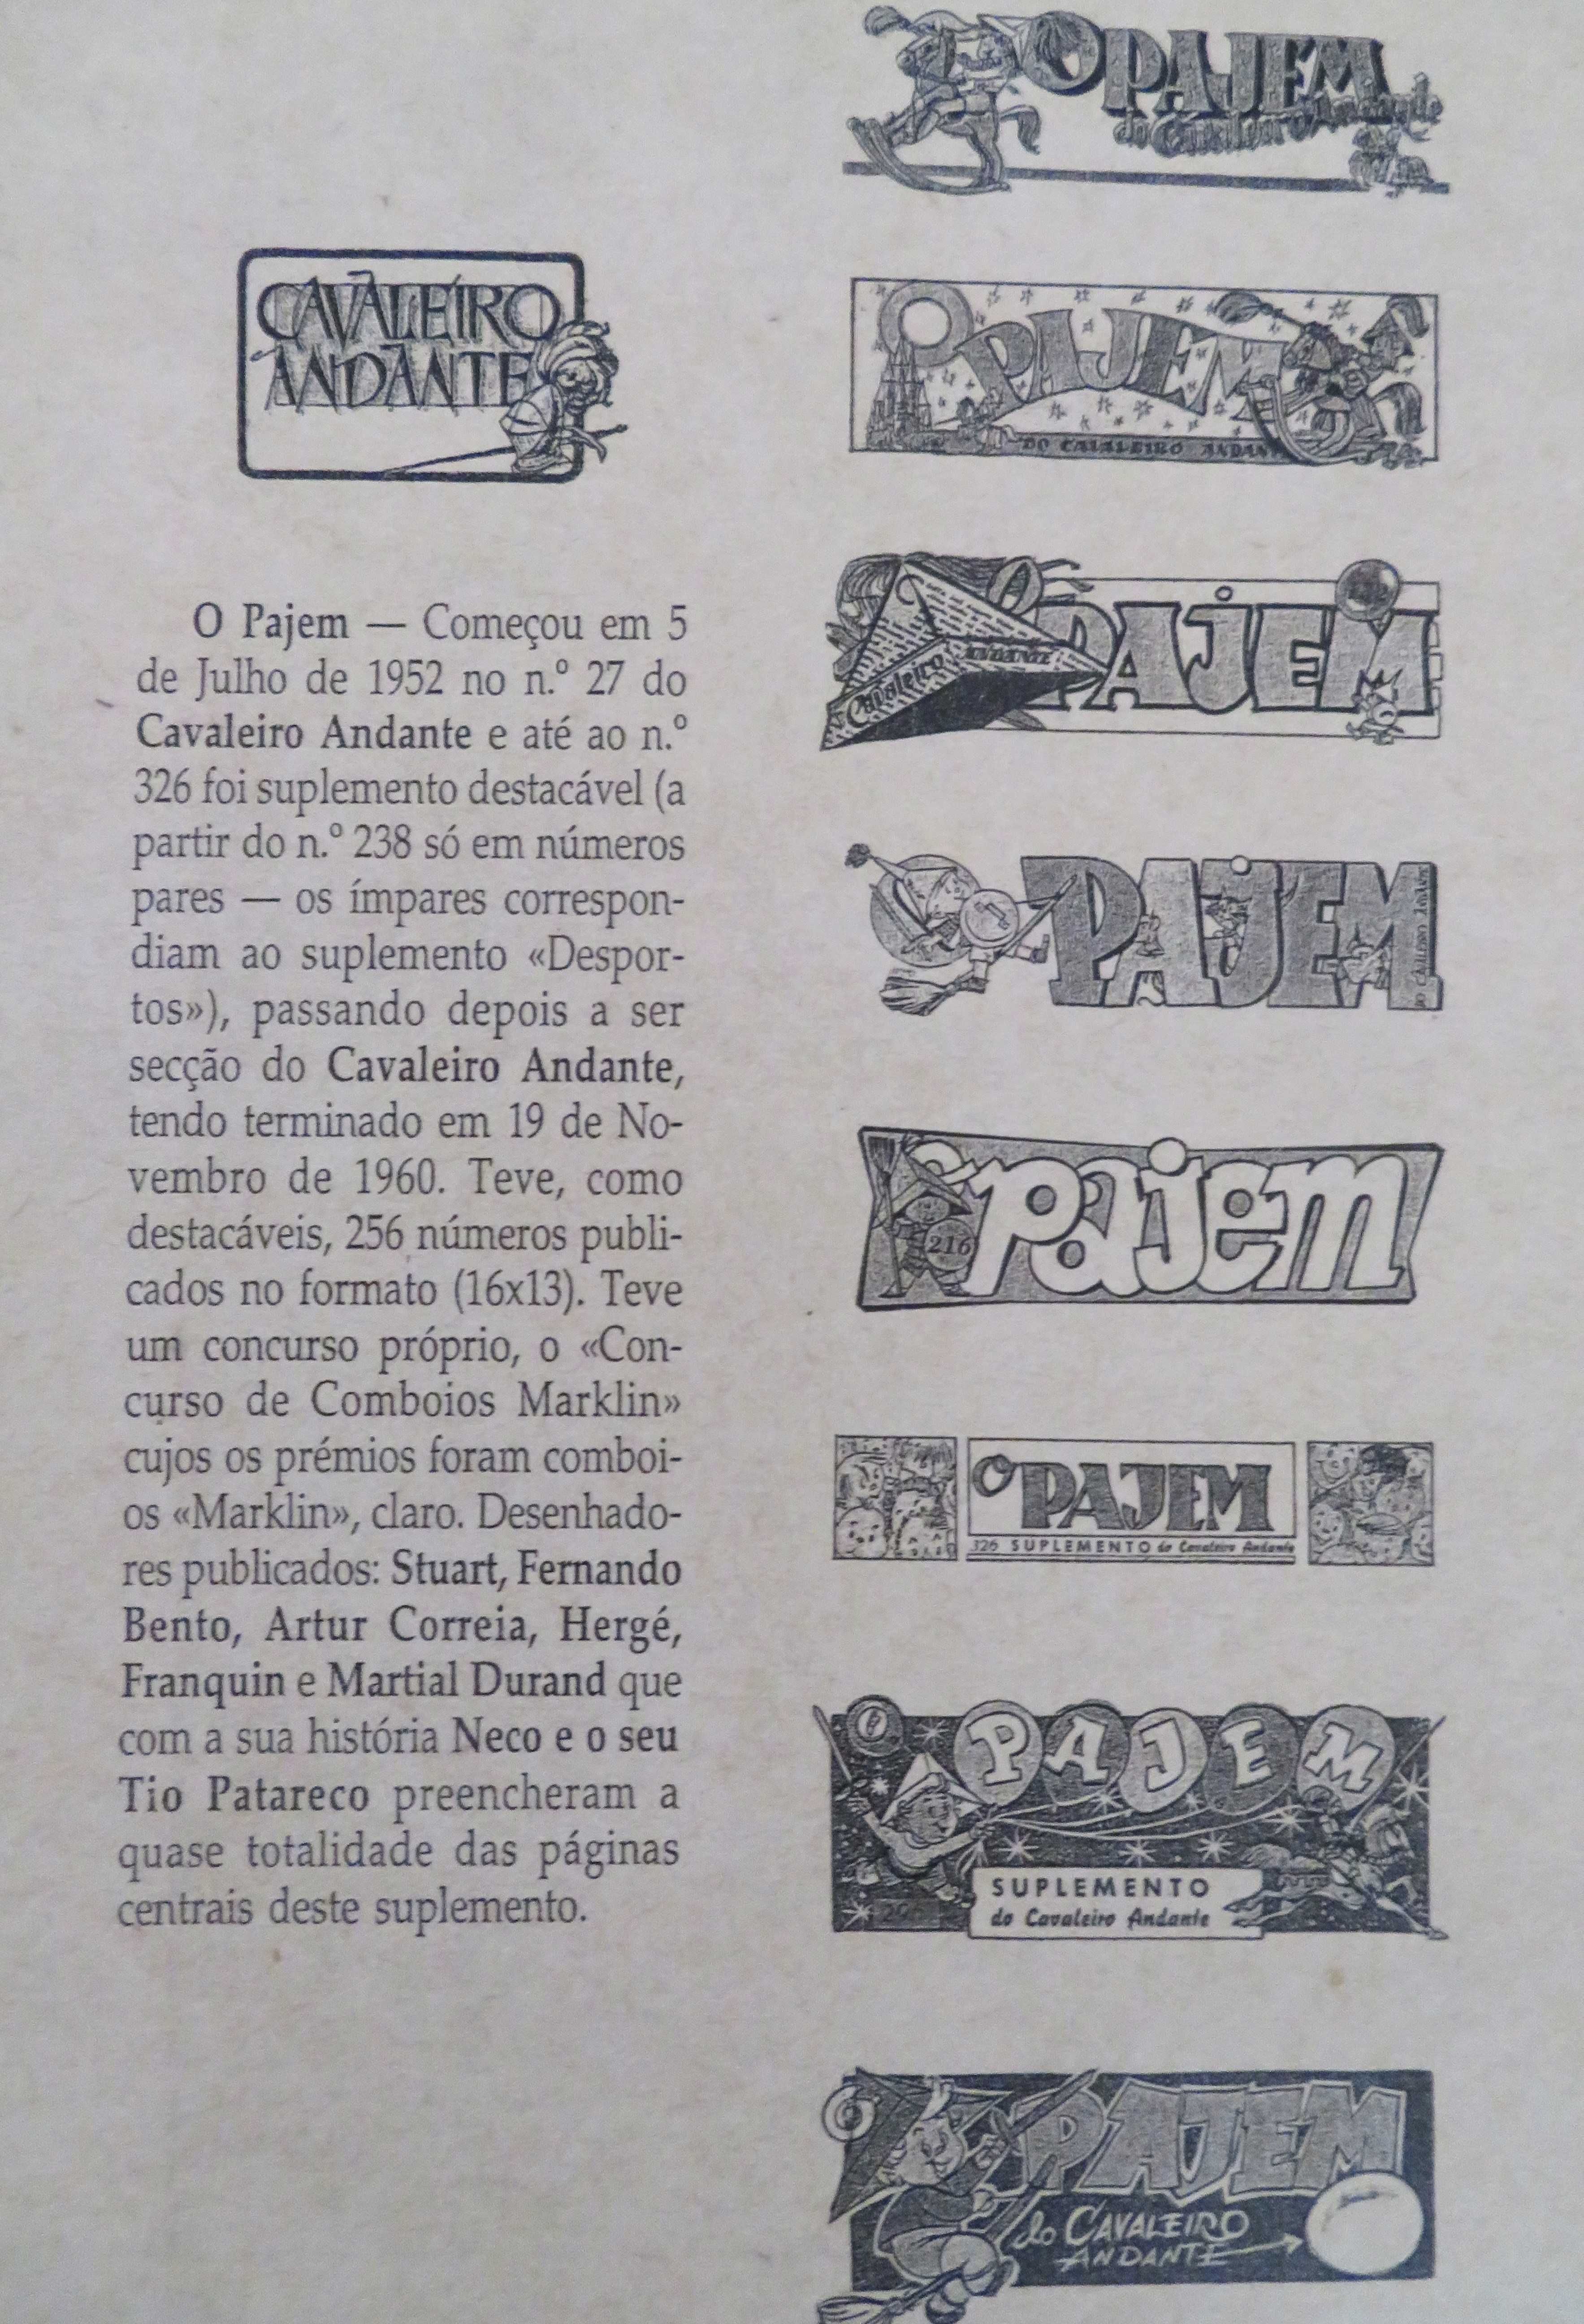 CAVALEIRO
ANDANTE
O Pajem — Começou em 5
de Julho de 1952 no n.º 27 do
Cavaleiro Andante e até ao n.º
326 foi suplemento destacável (a
partir do n.º 238 só em números
pares — os ímpares correspon-
diam ao suplemento «Despor-
tos»), passando depois a ser
secção do Cavaleiro Andante,
tendo terminado em 19 de No-
vembro de 1960. Teve, como
destacáveis, 256 números publi-
cados no formato (16x13). Teve
um concurso próprio, o «Con-
curso de Comboios Marklin»
cujos os prémios foram comboi-
os «Marklin», claro. Desenhado-
res publicados: Stuart, Fernando
Bento, Artur Correia, Hergé,
Franquin e Martial Durand que
com a sua história Neco e o seu
Tio Patareco preencheram a
quase totalidade das páginas
centrais deste suplemento.
O PAJEM
do Cavaleiro Andante
O PAJEM
DO CAVALEIRO ANDANTE
O PAJEM
Cavaleiro ANDANTE
O PAJEM
O pajem
216
O PAJEM
326 SUPLEMENTO do Cavaleiro Andante
O PAJEM
SUPLEMENTO
do Cavaleiro Andante
O PAJEM
do CAVALEIRO
ANDANTE